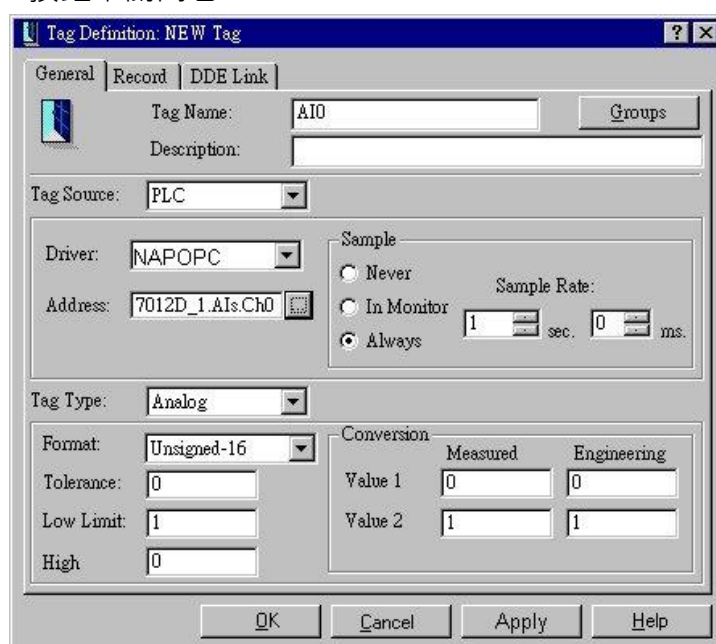 Tag Definition: NEW Tag
General Record DDE Link
Tag Name: AI0 Groups
Description:
Tag Source: PLC
Driver: NAPOPC
Address: 7012D_1.AIs.Ch0
Sample
Never
In Monitor
Always
Sample Rate:
1 sec. 0 ms.
Tag Type: Analog
Format: Unsigned-16
Tolerance: 0
Low Limit: 1
High 0
Conversion
Measured Engineering
Value 1 0 0
Value 2 1 1
OK Cancel Apply Help